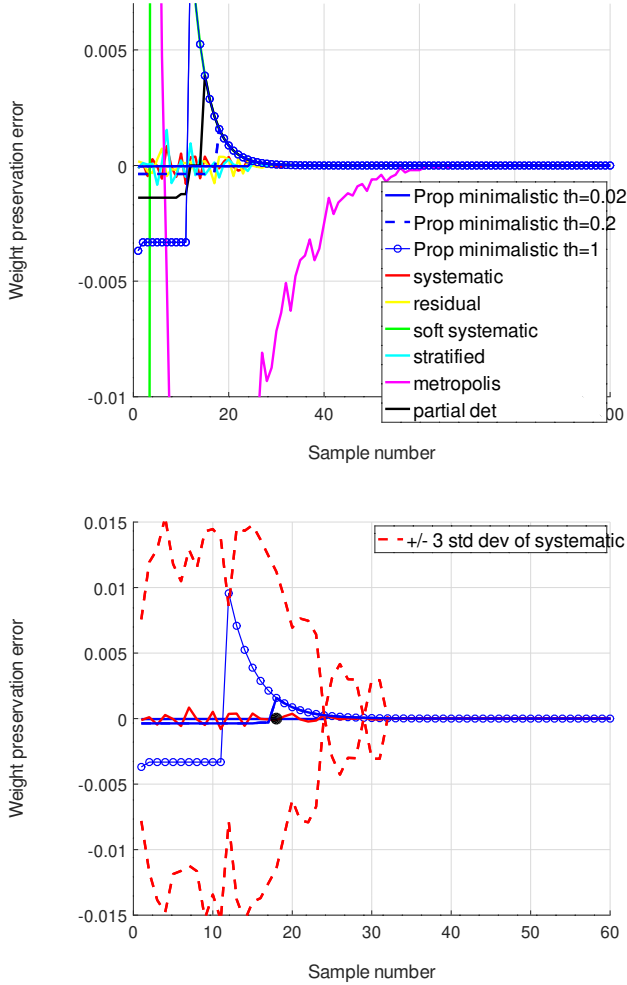 0.005
0
-0.005
-0.01
Weight preservation error
0
20
40
00
Sample number
Prop minimalistic th=0.02
Prop minimalistic th=0.2
Prop minimalistic th=1
systematic
residual
soft systematic
stratified
metropolis
partial det
0.015
0.01
0.005
0
-0.005
-0.01
-0.015
Weight preservation error
+/- 3 std dev of systematic
0
10
20
30
40
50
60
Sample number